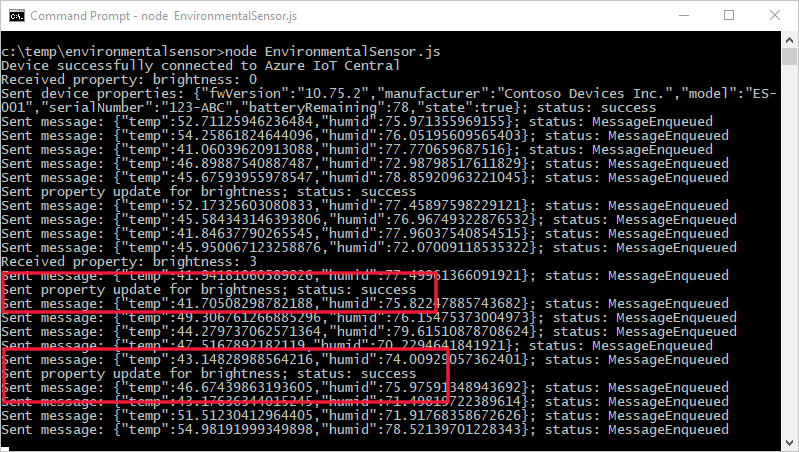 Command Prompt - node  EnvironmentalSensor.js
c:\temp\environmentalsensor>node EnvironmentalSensor.js
Device successfully connected to Azure IoT Central
Received property: brightness: 0
Sent device properties: {"fwVersion":"10.75.2","manufacturer":"Contoso Devices Inc.","model":"ES-
001","serialNumber":"123-ABC","batteryRemaining":78,"state":true}; status: success
Sent message: {"temp":52.71125946236484,"humid":75.971355969155}; status: MessageEnqueued
Sent message: {"temp":54.25861824644096,"humid":76.05195609565403}; status: MessageEnqueued
Sent message: {"temp":41.06039620913088,"humid":77.770659687516}; status: MessageEnqueued
Sent message: {"temp":46.89887540887487,"humid":72.98798517611829}; status: MessageEnqueued
Sent message: {"temp":45.67593955978547,"humid":78.85920963221045}; status: MessageEnqueued
Sent property update for brightness; status: success
Sent message: {"temp":52.17325603080833,"humid":77.45897598229121}; status: MessageEnqueued
Sent message: {"temp":45.584343146393806,"humid":76.96749322876532}; status: MessageEnqueued
Sent message: {"temp":41.84637790265545,"humid":77.96037540854515}; status: MessageEnqueued
Sent message: {"temp":45.950067123258876,"humid":72.07009118535322}; status: MessageEnqueued
Received property: brightness: 3
Sent message: {"temp":41.94181060589826,"humid":77.49961366091921}; status: MessageEnqueued
Sent property update for brightness; status: success
Sent message: {"temp":41.70508298782188,"humid":75.82247885743682}; status: MessageEnqueued
Sent message: {"temp":49.306761266885296,"humid":76.15475373004973}; status: MessageEnqueued
Sent message: {"temp":44.279737062571364,"humid":79.61510878708624}; status: MessageEnqueued
Sent message: {"temp":47.5167892182119,"humid":70.2294641841921}; status: MessageEnqueued
Sent message: {"temp":43.14828988564216,"humid":74.00929057362401}; status: MessageEnqueued
Sent property update for brightness; status: success
Sent message: {"temp":46.67439863193605,"humid":75.97591348943692}; status: MessageEnqueued
Sent message: {"temp":43.17636344015245,"humid":71.49819722389614}; status: MessageEnqueued
Sent message: {"temp":51.51230412964405,"humid":71.91768358672626}; status: MessageEnqueued
Sent message: {"temp":54.98191999349898,"humid":78.52139701228343}; status: MessageEnqueued